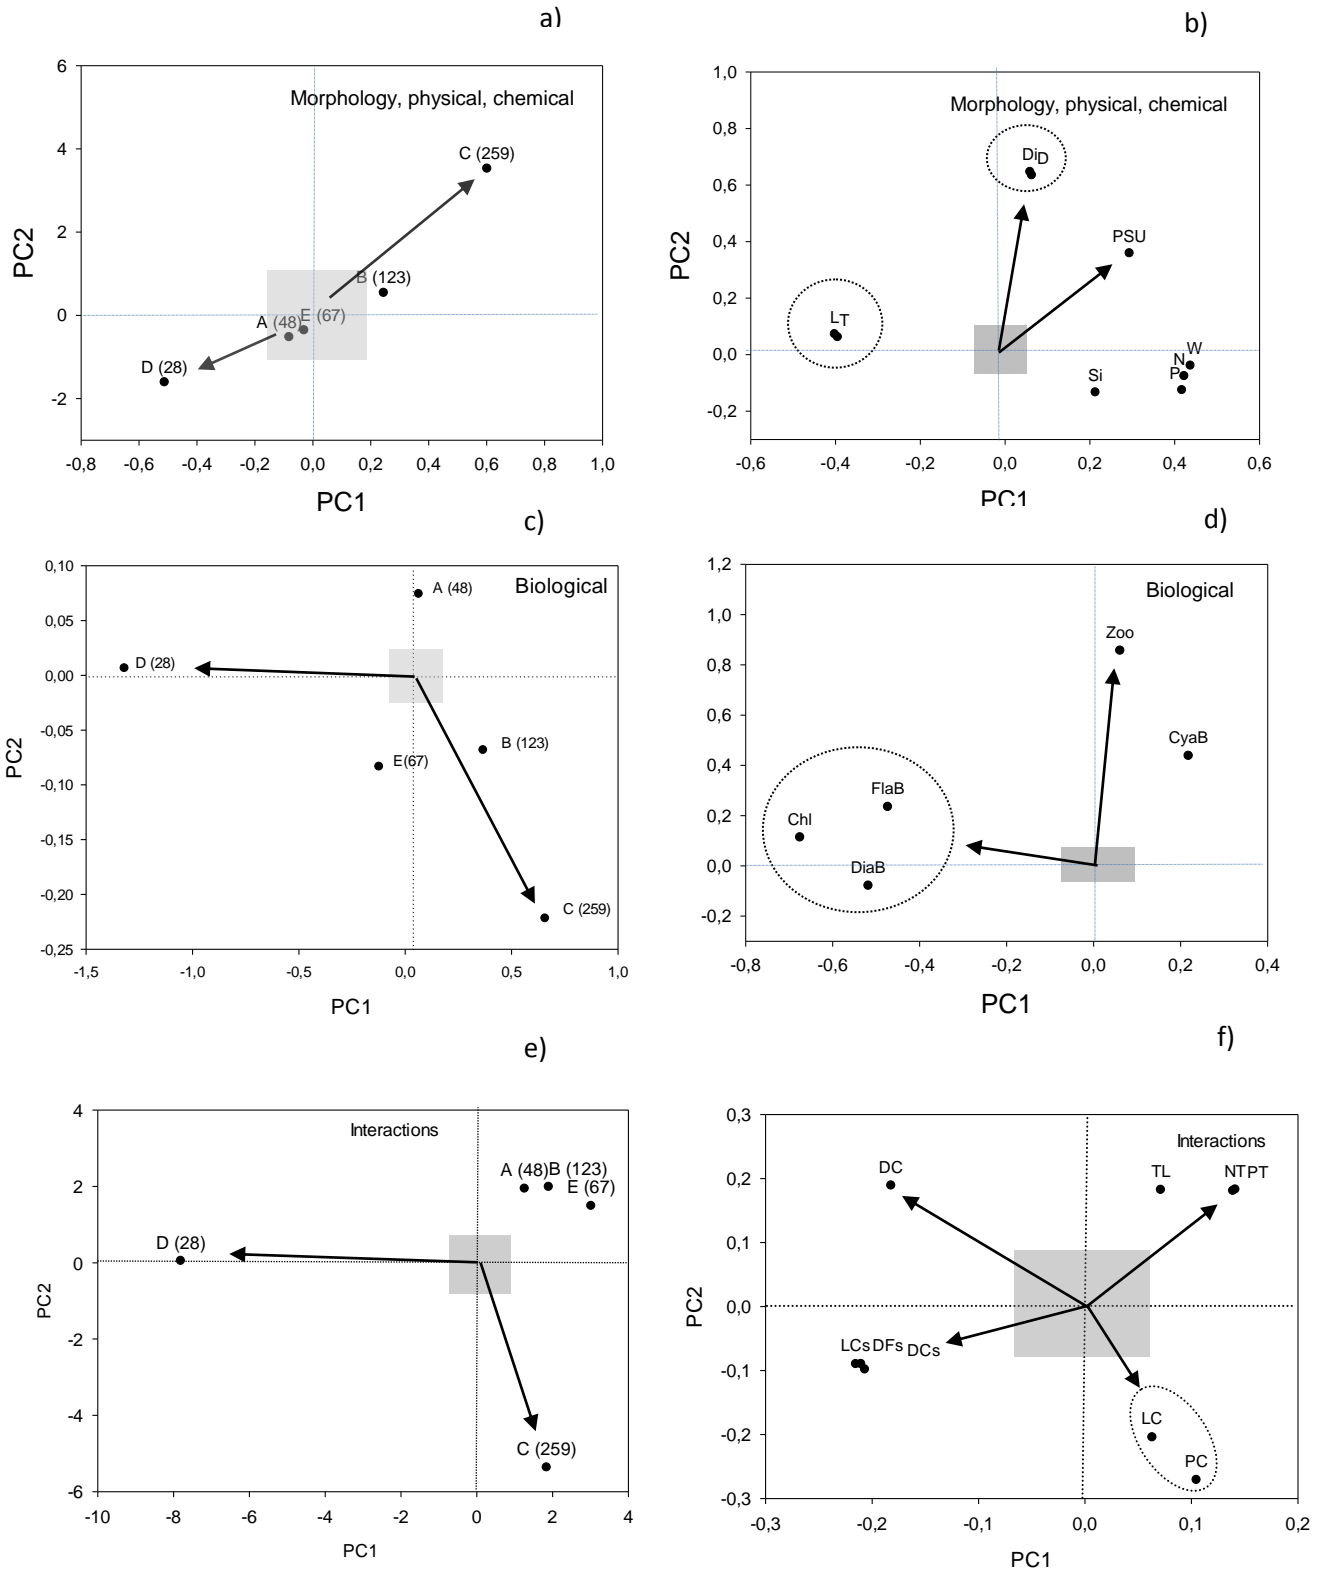 a)
Morphology, physical, chemical
PC2
6
4
2
0
-2
C (259)
B (123)
A (48)
E (67)
D (28)
-0,8 -0,6 -0,4 -0,2 0,0 0,2 0,4 0,6 0,8 1,0
PC1
b)
Morphology, physical, chemical
PC2
1,0
0,8
0,6
0,4
0,2
0,0
-0,2
Di D
PSU
L T
W
N
P
Si
-0,6 -0,4 -0,2 0,0 0,2 0,4 0,6
PC1
c)
Biological
PC2
0,10
0,05
0,00
-0,05
-0,10
-0,15
-0,20
-0,25
A (48)
D (28)
B (123)
E(67)
C (259)
-1,5 -1,0 -0,5 0,0 0,5 1,0
PC1
d)
Biological
1,2
1,0
0,8
0,6
0,4
0,2
0,0
-0,2
Zoo
CyaB
FlaB
Chl
DiaB
-0,8 -0,6 -0,4 -0,2 0,0 0,2 0,4
PC1
e)
Interactions
PC2
4
2
0
-2
-4
-6
A (48) B (123)
E (67)
D (28)
C (259)
-10 -8 -6 -4 -2 0 2 4
PC1
f)
Interactions
PC2
0,3
0,2
0,1
0,0
-0,1
-0,2
-0,3
DC TL NT PT
LCs DFs DCs
LC
PC
-0,3 -0,2 -0,1 0,0 0,1 0,2
PC1